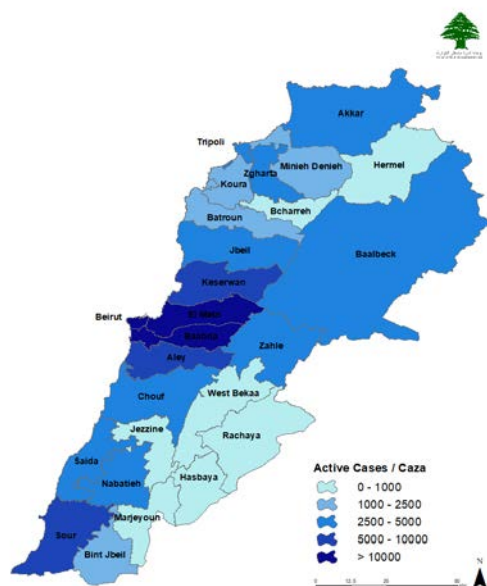 Akkar
Tripoli
Hermel
Minieh Denieh
Zgharta
Koura
Bcharreh
Batroun
Jbeil
Baalbeck
Keserwan
Beirut
El Metn
Baabda
Aley
Zahle
Chouf
West Bekaa
Jezzine
Rachaya
Saida
Hasbaya
Nabatieh
Marjeyoun
Sour
Bint Jbeil
Active Cases / Caza
0 - 1000
1000 - 2500
2500 - 5000
5000 - 10000
> 10000
N